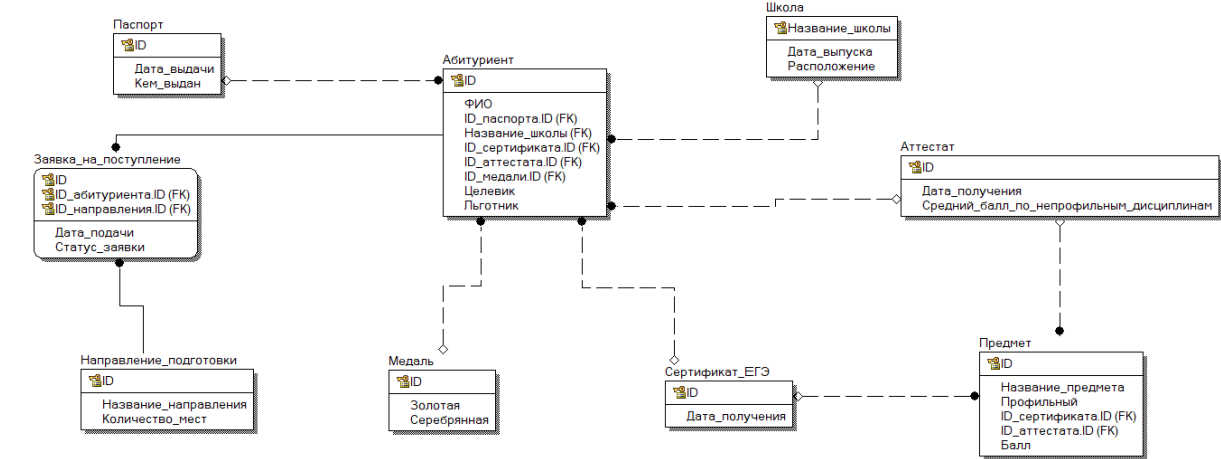 Паспорт
ID
Дата_выдачи
Кем_выдан
Абитуриент
ID
ФИО
ID_паспорта.ID (FK)
Название_школы (FK)
ID_сертификата.ID (FK)
ID_аттестата.ID (FK)
ID_медали.ID (FK)
Целевик
Льготник
Школа
Название_школы
Дата_выпуска
Расположение
Заявка_на_поступление
ID
ID_абитуриента.ID (FK)
ID_направления.ID (FK)
Дата_подачи
Статус_заявки
Аттестат
ID
Дата_получения
Средний_балл_по_непрофильным_дисциплинам
Направление_подготовки
ID
Название_направления
Количество_мест
Медаль
ID
Золотая
Серебрянная
Сертификат_ЕГЭ
ID
Дата_получения
Предмет
ID
Название_предмета
Профильный
ID_сертификата.ID (FK)
ID_аттестата.ID (FK)
Балл